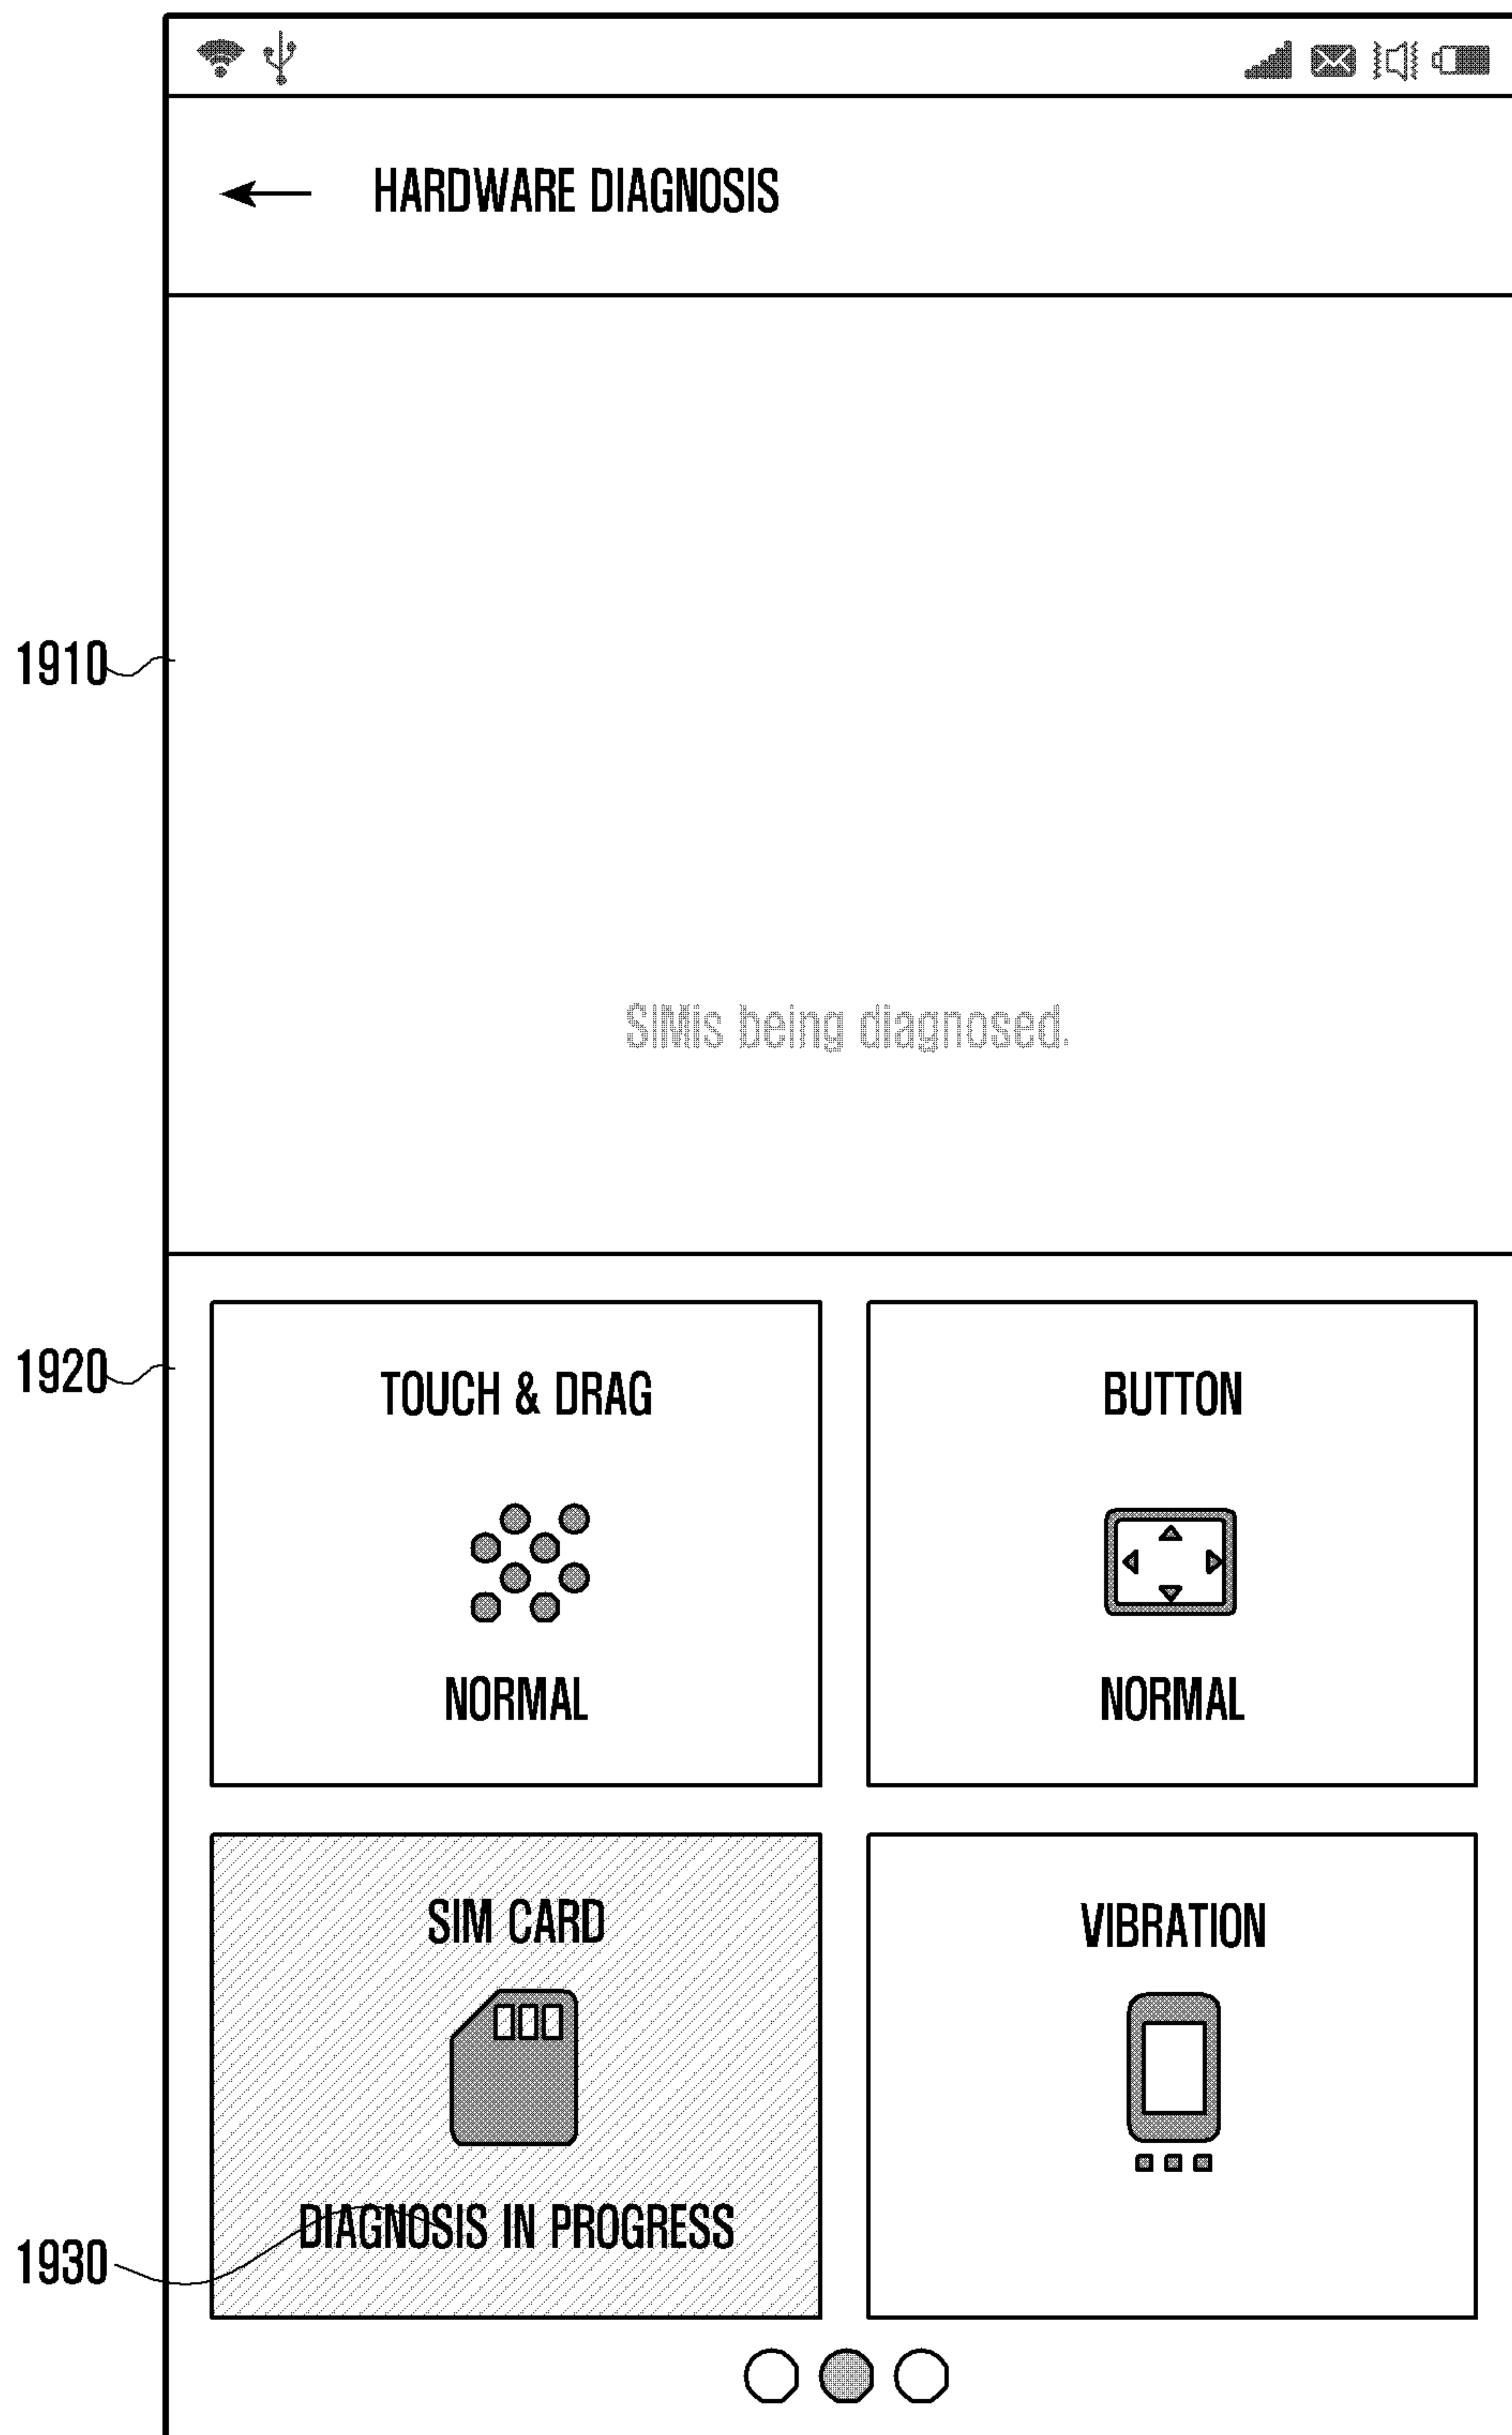 HARDWARE DIAGNOSIS
1910
SIMis being diagnosed.
1920
TOUCH & DRAG
BUTTON
NORMAL
NORMAL
SIM CARD
VIBRATION
DIAGNOSIS IN PROGRESS
1930